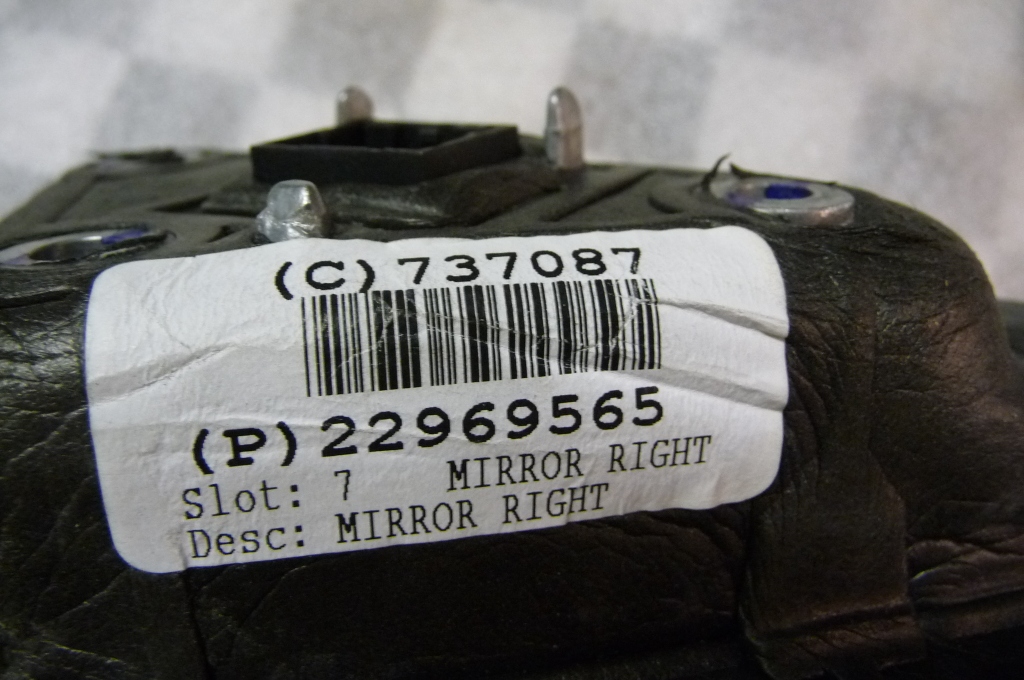 (C)737087
(P)22969565
Slot: 7 MIRROR RIGHT
Desc: MIRROR RIGHT